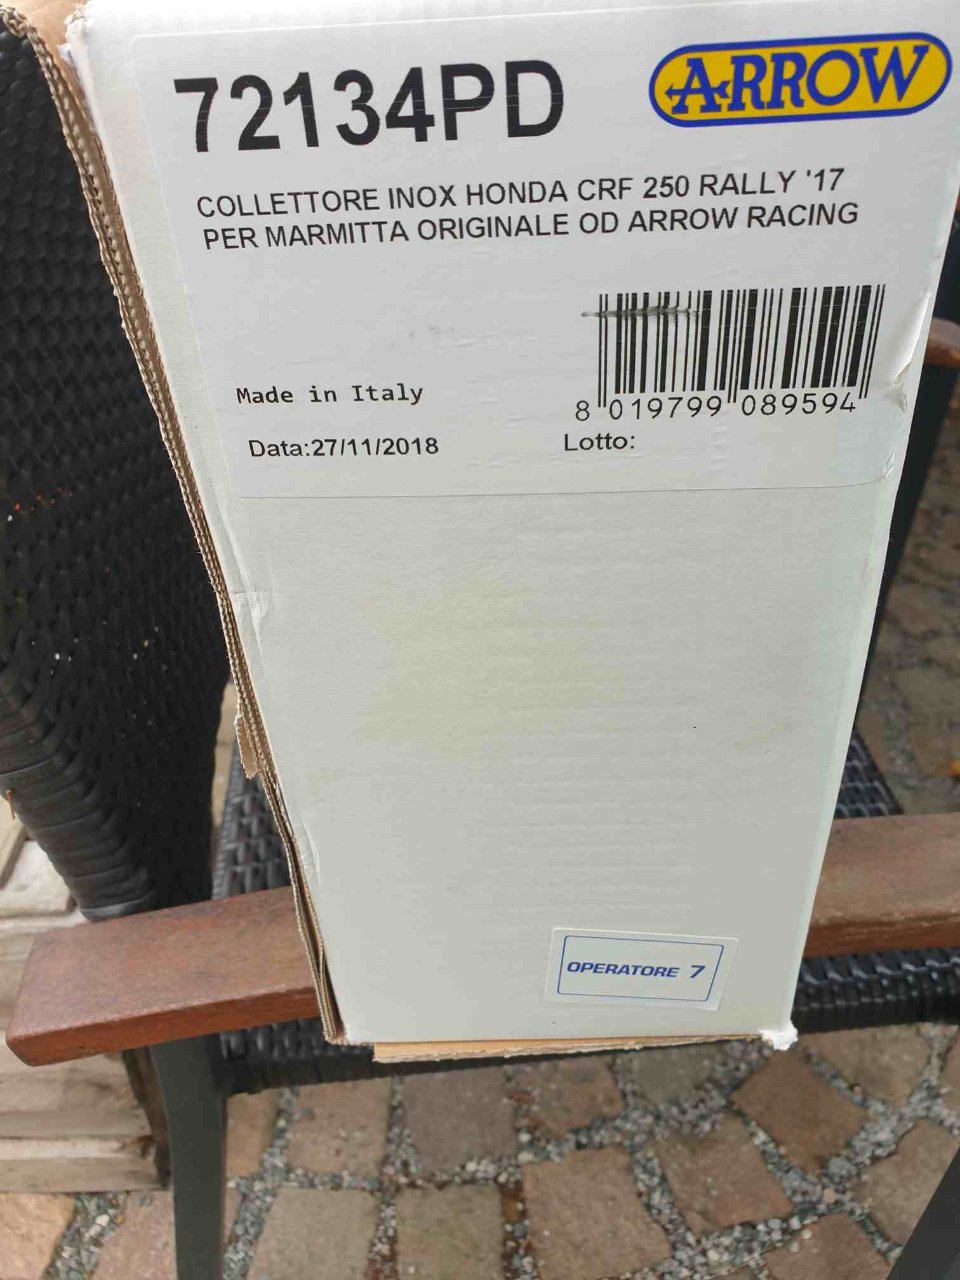 72134PD
ARROW
COLLETTORE INOX HONDA CRF 250 RALLY '17
PER MARMITTA ORIGINALE OD ARROW RACING
8 019799 089594
Made in Italy
Data:27/11/2018
Lotto:
OPERATORE 7